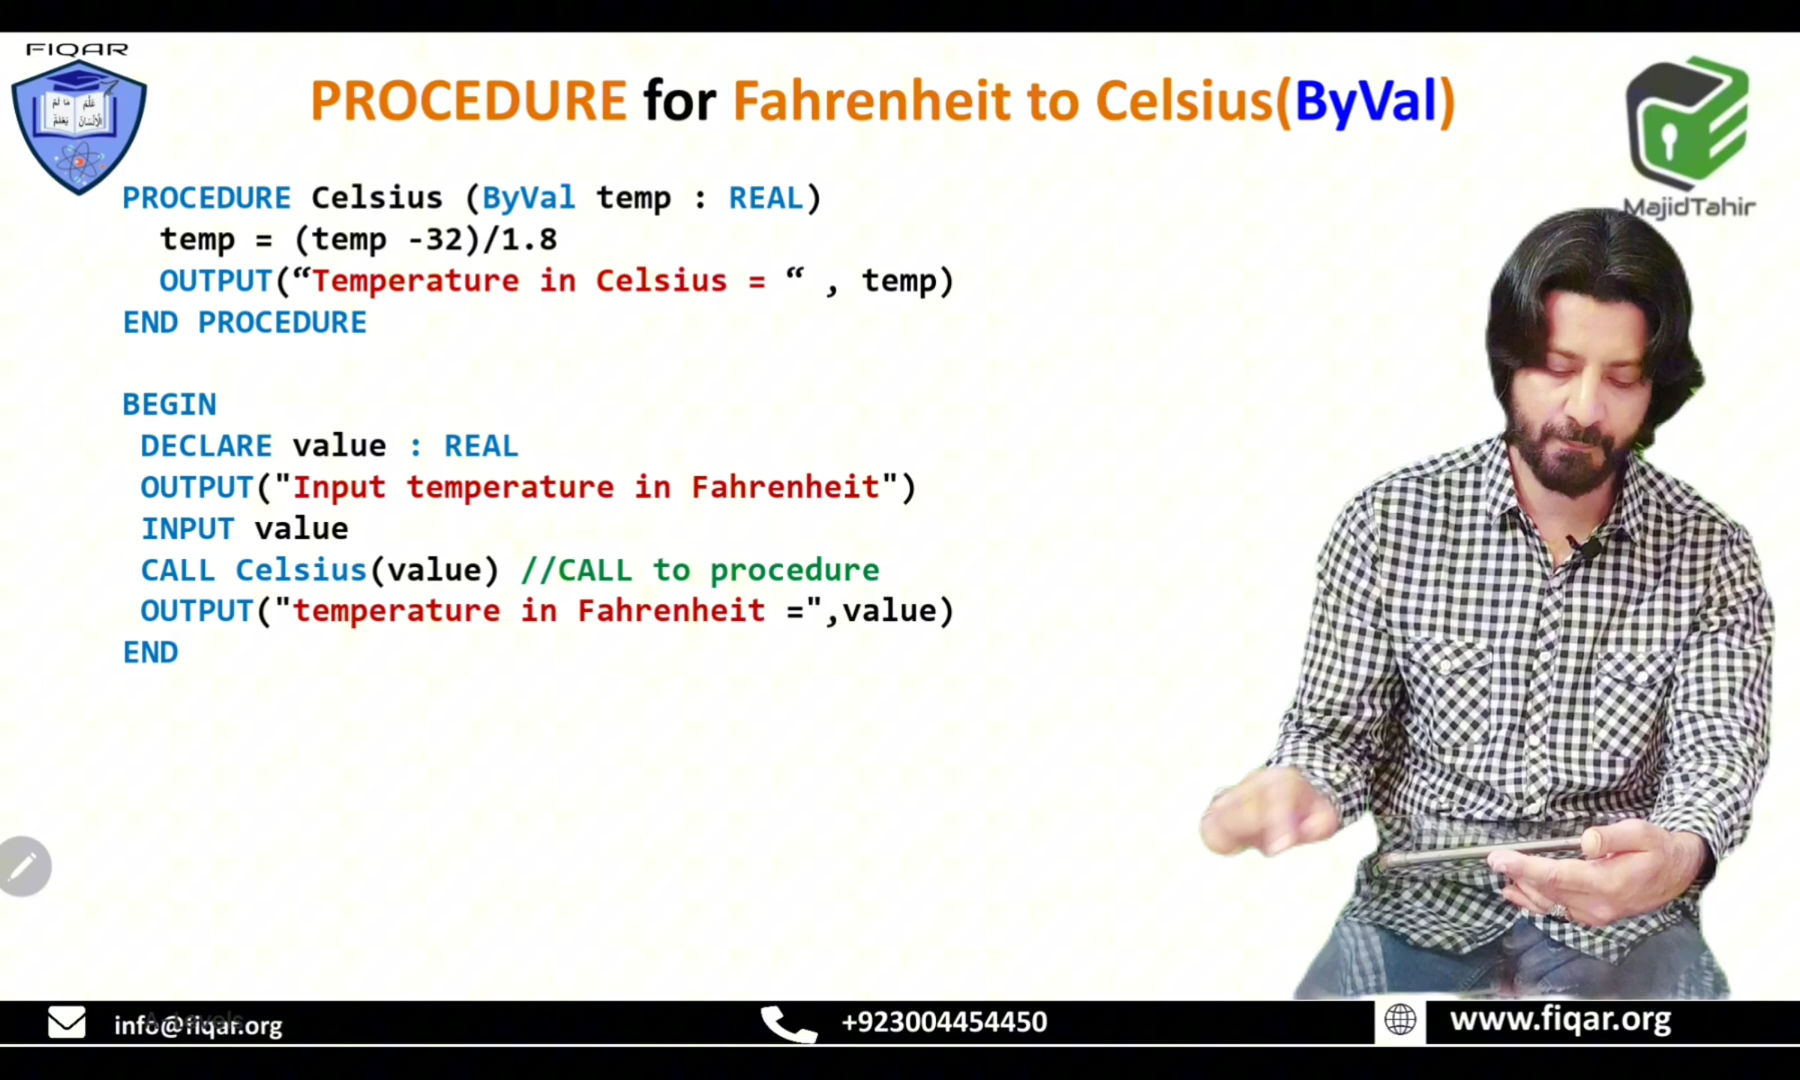 FIQAR
PROCEDURE for Fahrenheit to Celsius(ByVal)
MajidTahir
PROCEDURE Celsius (ByVal temp : REAL)
temp = (temp -32)/1.8
OUTPUT(“Temperature in Celsius = “ , temp)
END PROCEDURE
BEGIN
DECLARE value : REAL
OUTPUT("Input temperature in Fahrenheit")
INPUT value
CALL Celsius(value) //CALL to procedure
OUTPUT("temperature in Fahrenheit =",value)
END
info@fiqar.org
+923004454450
www.fiqar.org